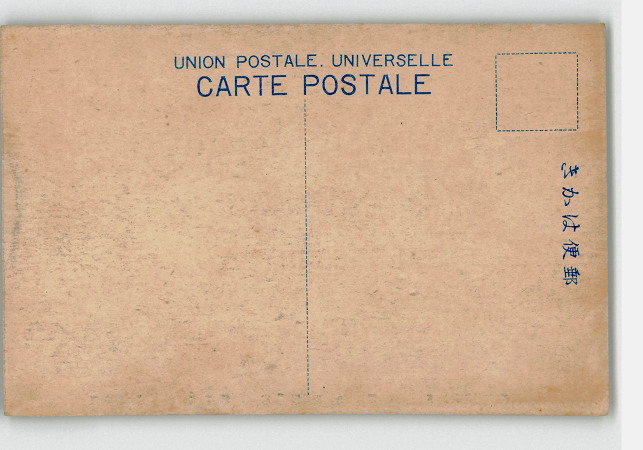 UNION POSTALE. UNIVERSELLE
CARTE POSTALE
きかは便郵